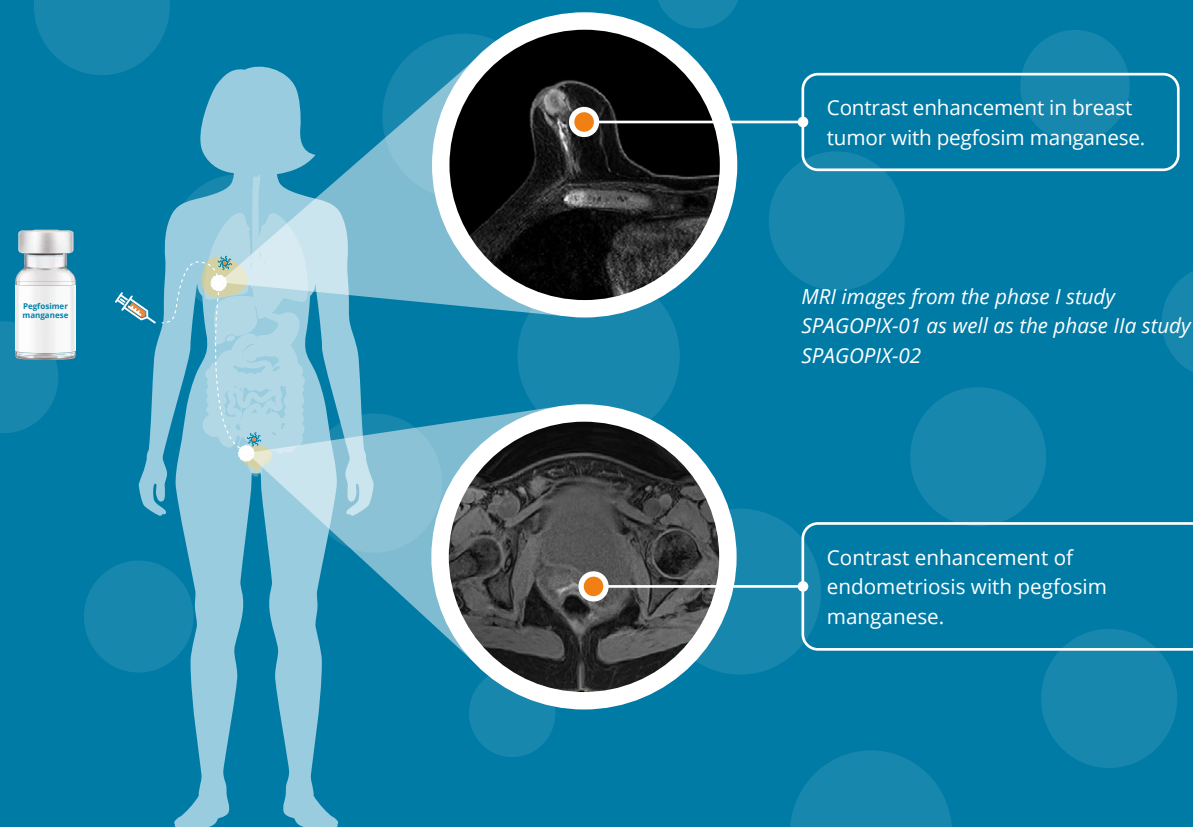 Contrast enhancement in breast
tumor with pegfosim manganese.
Pegfosimer
manganese
MRI images from the phase I study
SPAGOPIX-01 as well as the phase IIa study
SPAGOPIX-02
Contrast enhancement of
endometriosis with pegfosim
manganese.